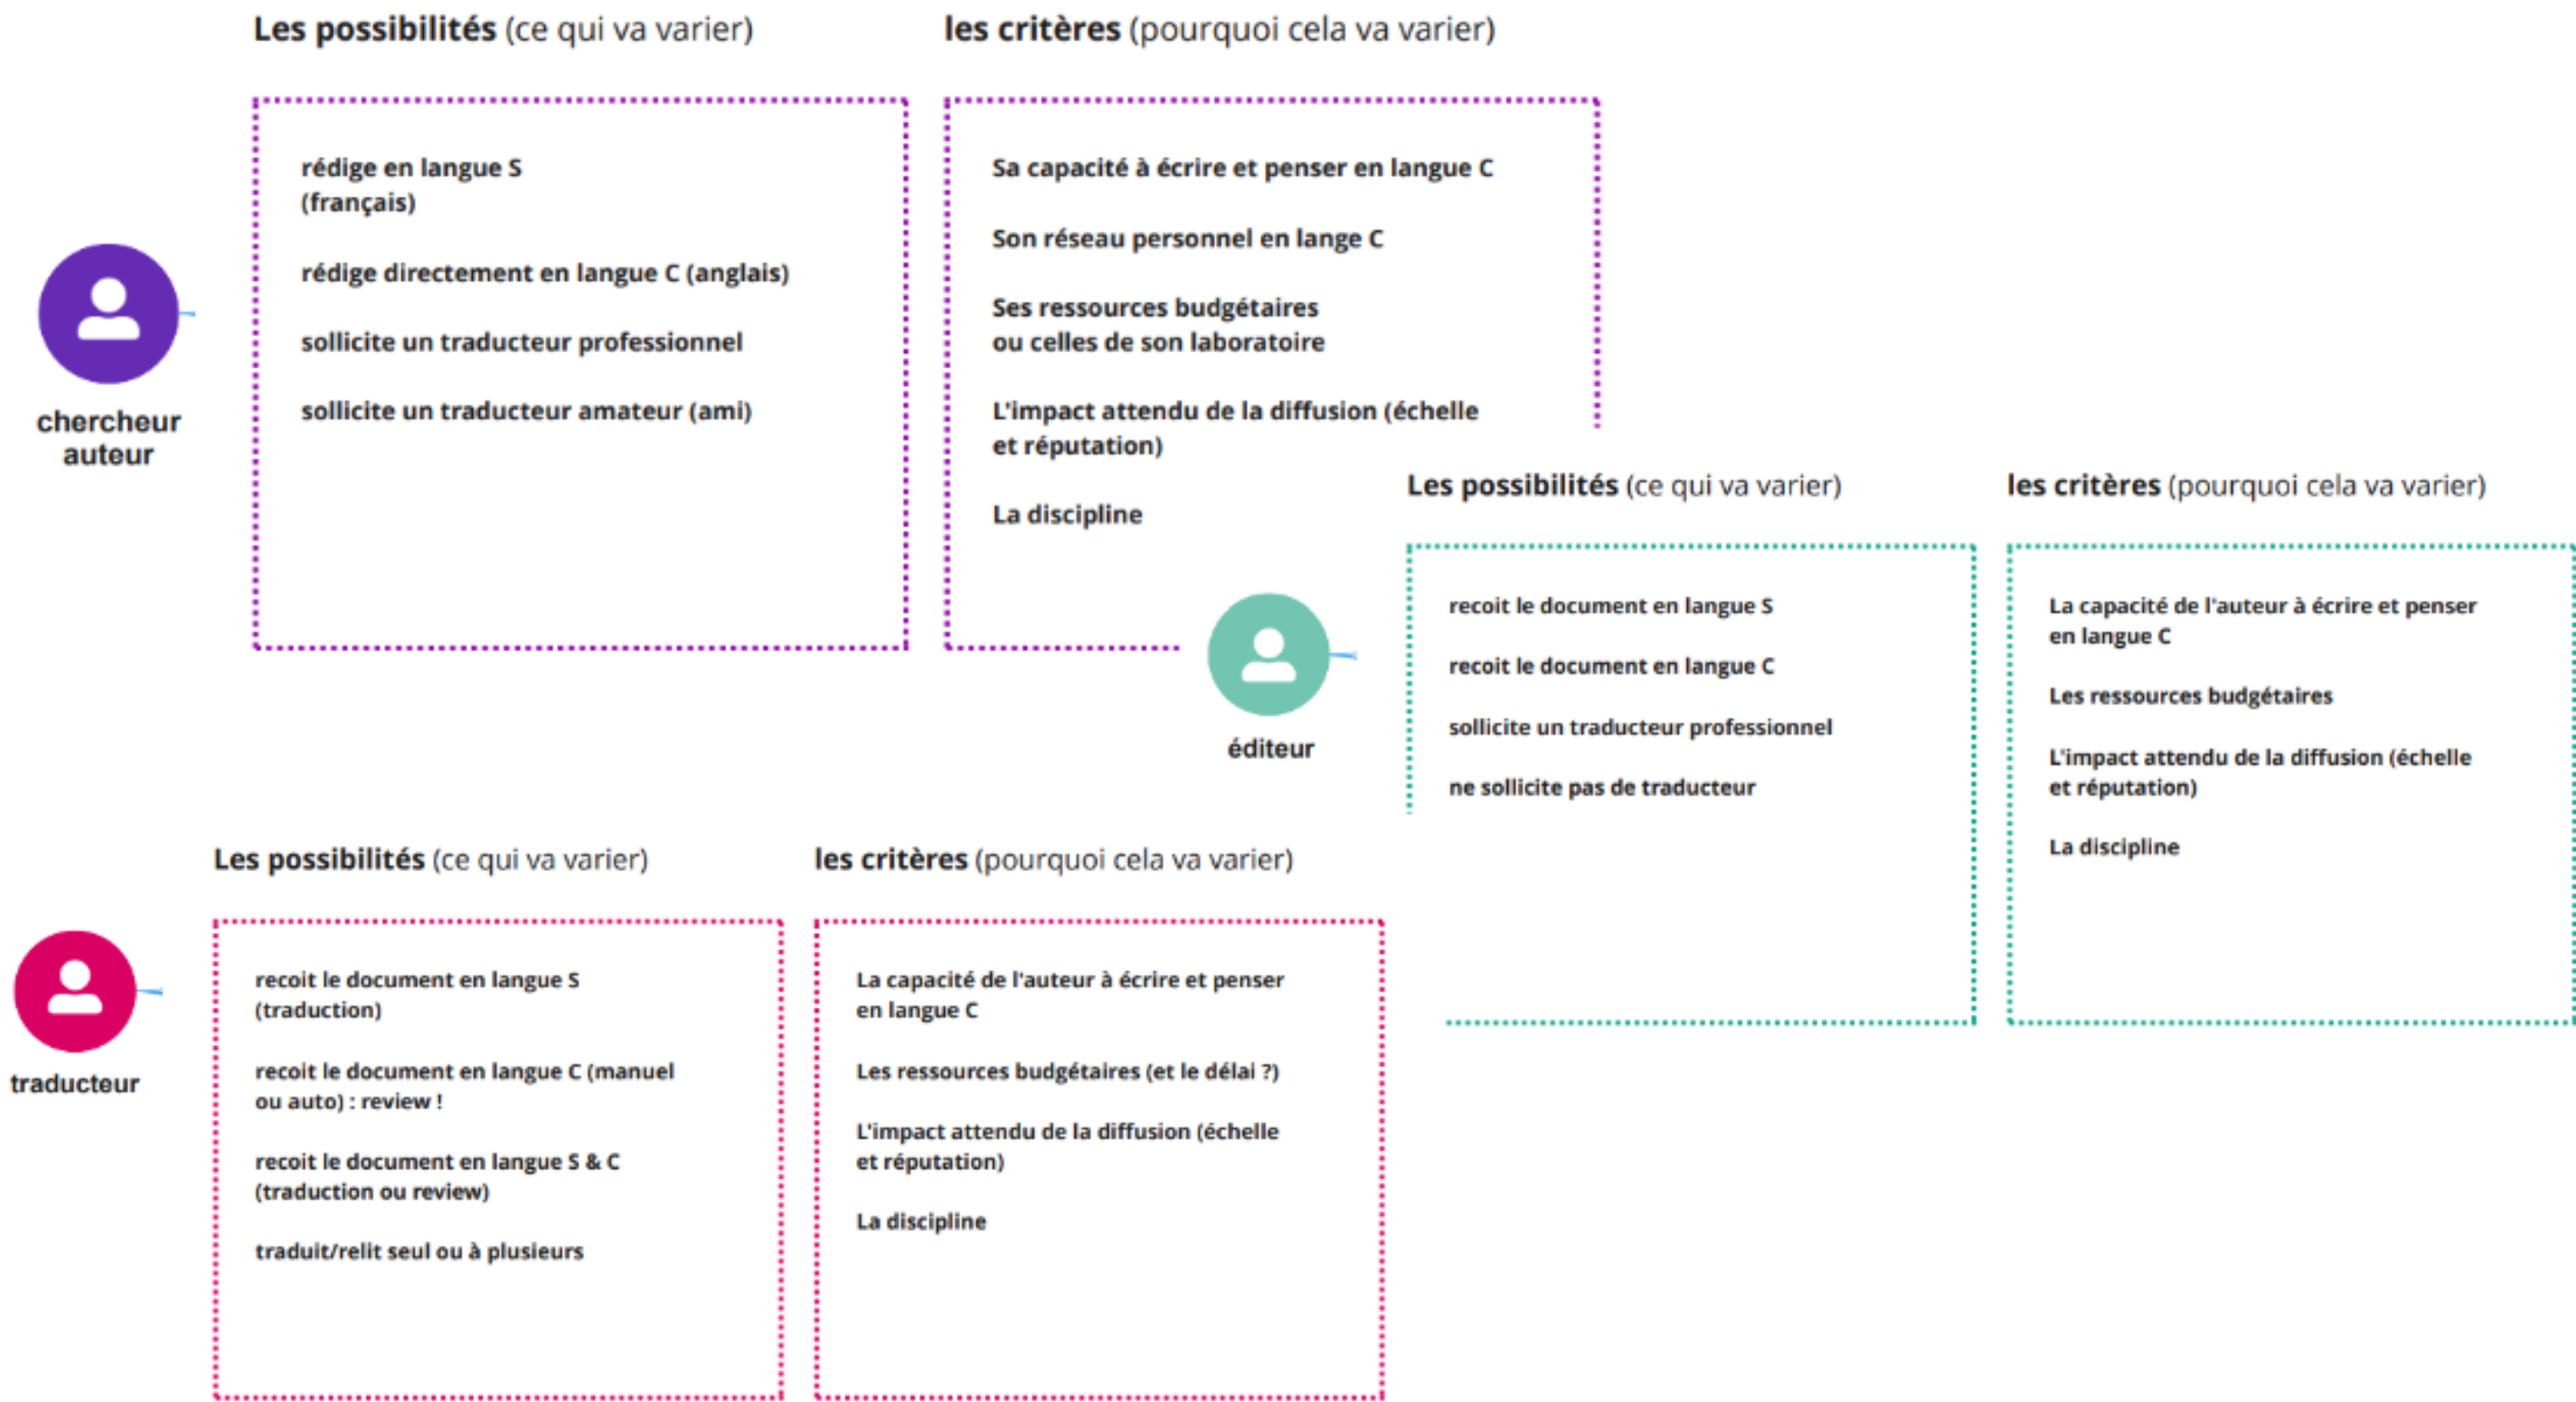 Les possibilités (ce qui va varier)
les critères (pourquoi cela va varier)
chercheur
auteur
rédige en langue S
(français)
rédige directement en langue C (anglais)
sollicite un traducteur professionnel
sollicite un traducteur amateur (ami)
Sa capacité à écrire et penser en langue C
Son réseau personnel en lange C
Ses ressources budgétaires
ou celles de son laboratoire
L'impact attendu de la diffusion (échelle
et réputation)
La discipline
Les possibilités (ce qui va varier)
les critères (pourquoi cela va varier)
éditeur
recoit le document en langue S
recoit le document en langue C
sollicite un traducteur professionnel
ne sollicite pas de traducteur
La capacité de l'auteur à écrire et penser
en langue C
Les ressources budgétaires
L'impact attendu de la diffusion (échelle
et réputation)
La discipline
Les possibilités (ce qui va varier)
les critères (pourquoi cela va varier)
traducteur
recoit le document en langue S
(traduction)
recoit le document en langue C (manuel
ou auto) : review !
recoit le document en langue S & C
(traduction ou review)
traduit/relit seul ou à plusieurs
La capacité de l'auteur à écrire et penser
en langue C
Les ressources budgétaires (et le délai ?)
L'impact attendu de la diffusion (échelle
et réputation)
La discipline